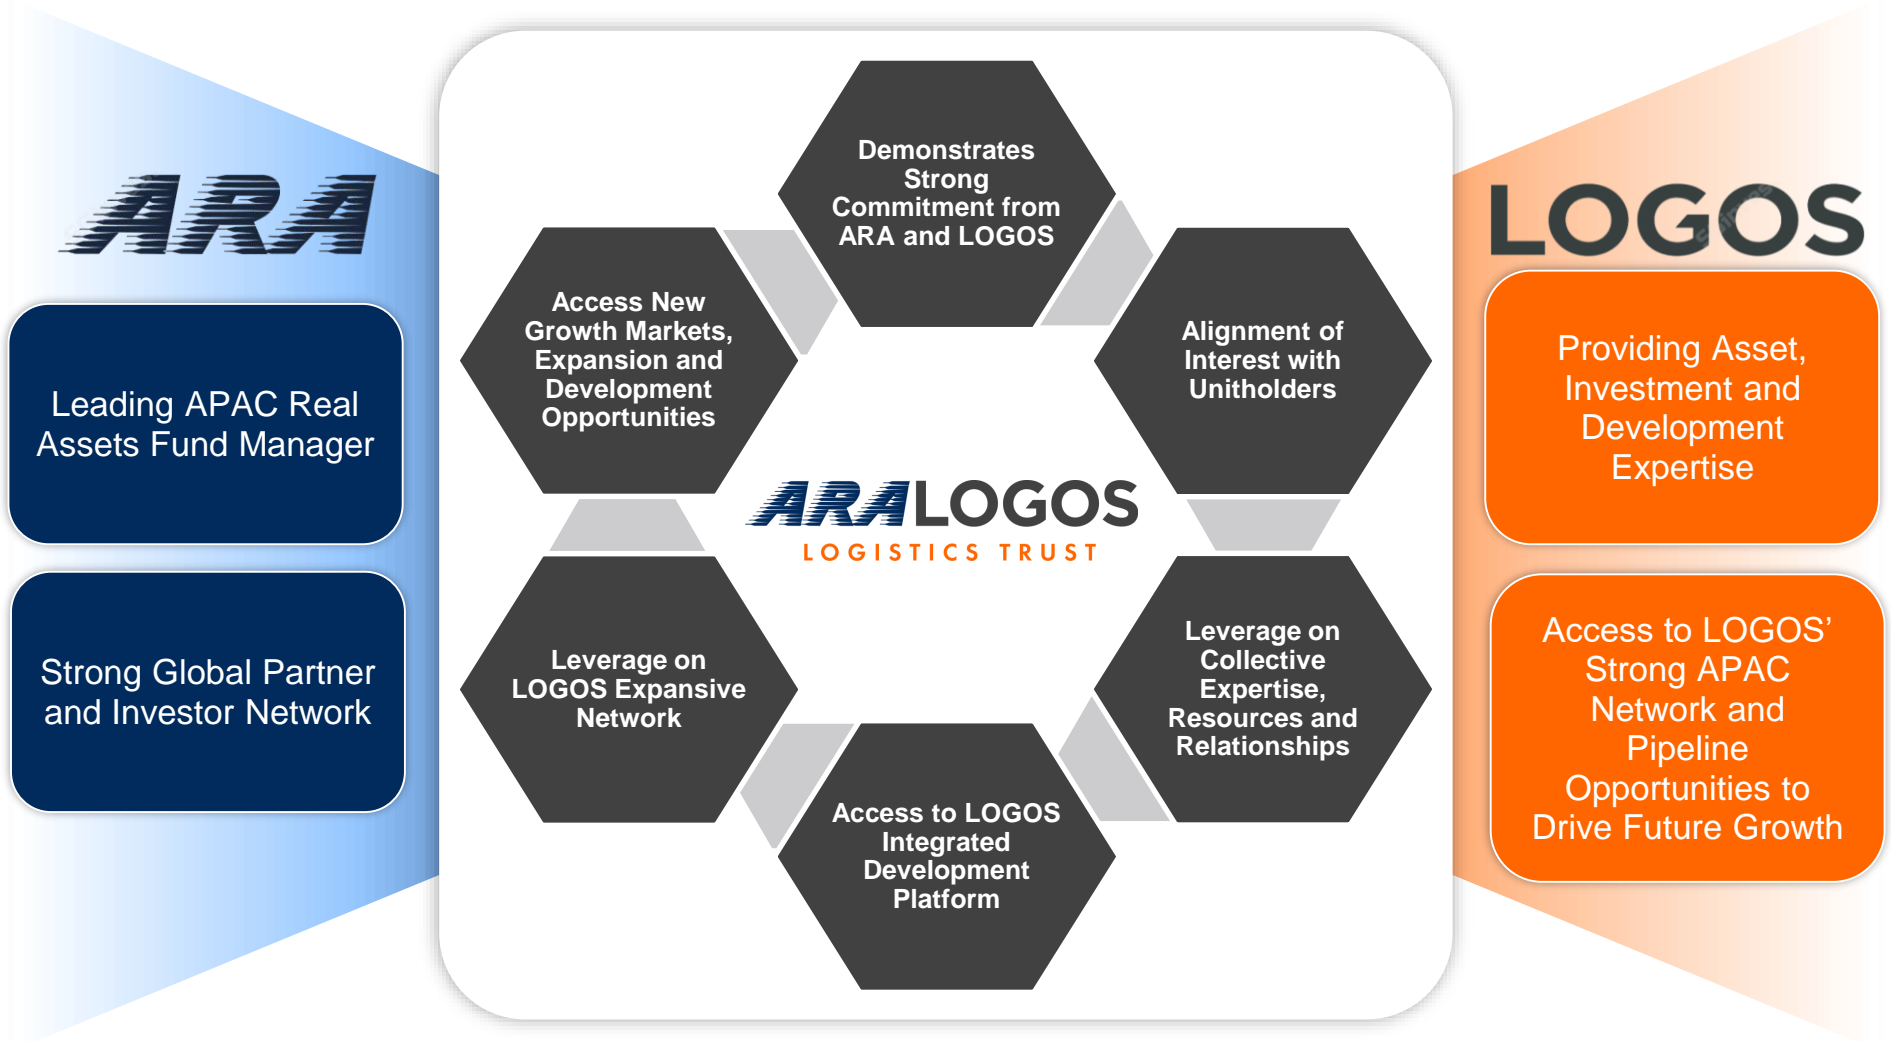 ARA
Leading APAC Real
Assets Fund Manager
Strong Global Partner
and Investor Network
Demonstrates
Strong
Commitment from
ARA and LOGOS
Alignment of
Interest with
Unitholders
Leverage on
Collective
Expertise,
Resources and
Relationships
Access to LOGOS
Integrated
Development
Platform
Leverage on
LOGOS Expansive
Network
Access New
Growth Markets,
Expansion and
Development
Opportunities
ARALOGOS
LOGISTICS TRUST
LOGOS
Providing Asset,
Investment and
Development
Expertise
Access to LOGOS’
Strong APAC
Network and
Pipeline
Opportunities to
Drive Future Growth